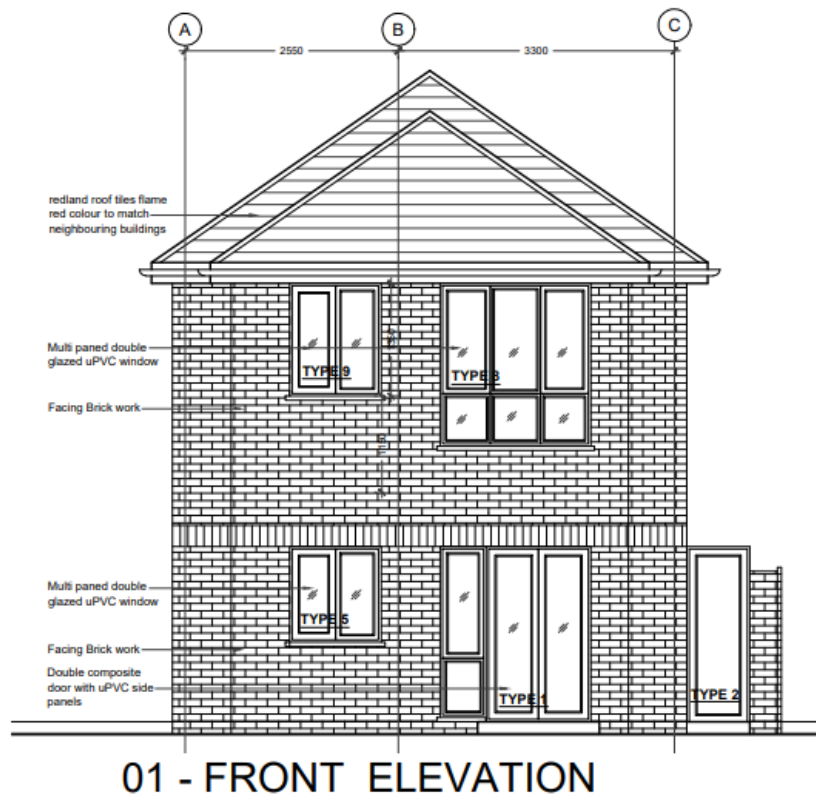 A
B
C
2550
3300
redland roof tiles flame
red colour to match
neighbouring buildings
Multi paned double
glazed uPVC window
TYPE 9
TYPE 8
1350
Facing Brick work
1150
Multi paned double
glazed uPVC window
TYPE 5
Facing Brick work
Double composite
door with uPVC side
panels
TYPE 1
TYPE 2
01 - FRONT ELEVATION